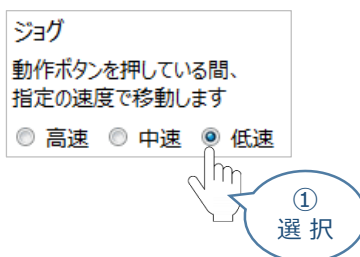 ジョグ
動作ボタンを押している間、
指定の速度で移動します
高速 中速 低速
①
選 択